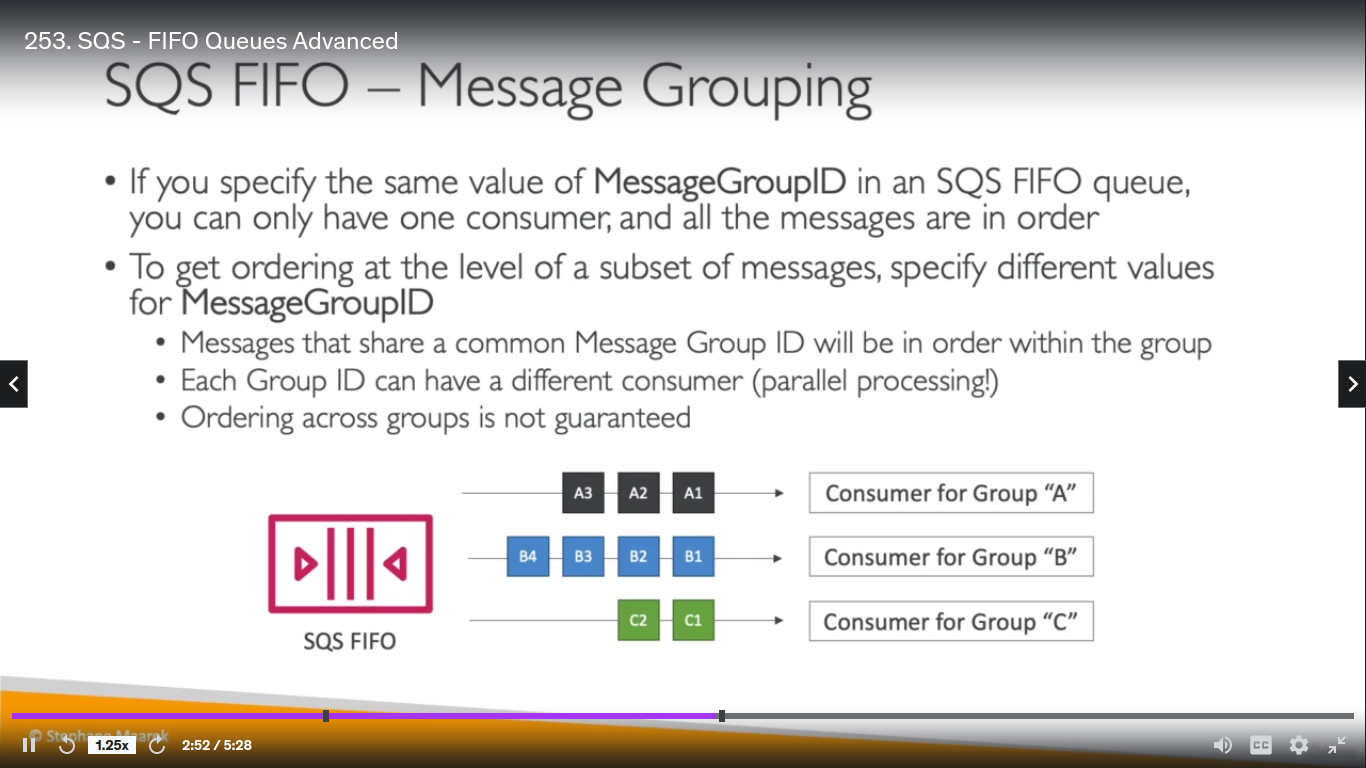 253. SQS - FIFO Queues Advanced
SQS FIFO – Message Grouping
• If you specify the same value of MessageGroupID in an SQS FIFO queue,
you can only have one consumer, and all the messages are in order
• To get ordering at the level of a subset of messages, specify different values
for MessageGroupID
• Messages that share a common Message Group ID will be in order within the group
• Each Group ID can have a different consumer (parallel processing!)
• Ordering across groups is not guaranteed
A3 A2 A1 Consumer for Group “A”
B4 B3 B2 B1 Consumer for Group “B”
C2 C1 Consumer for Group “C”
SQS FIFO
© Stephane Maarek
1.25x 2:52 / 5:28 CC